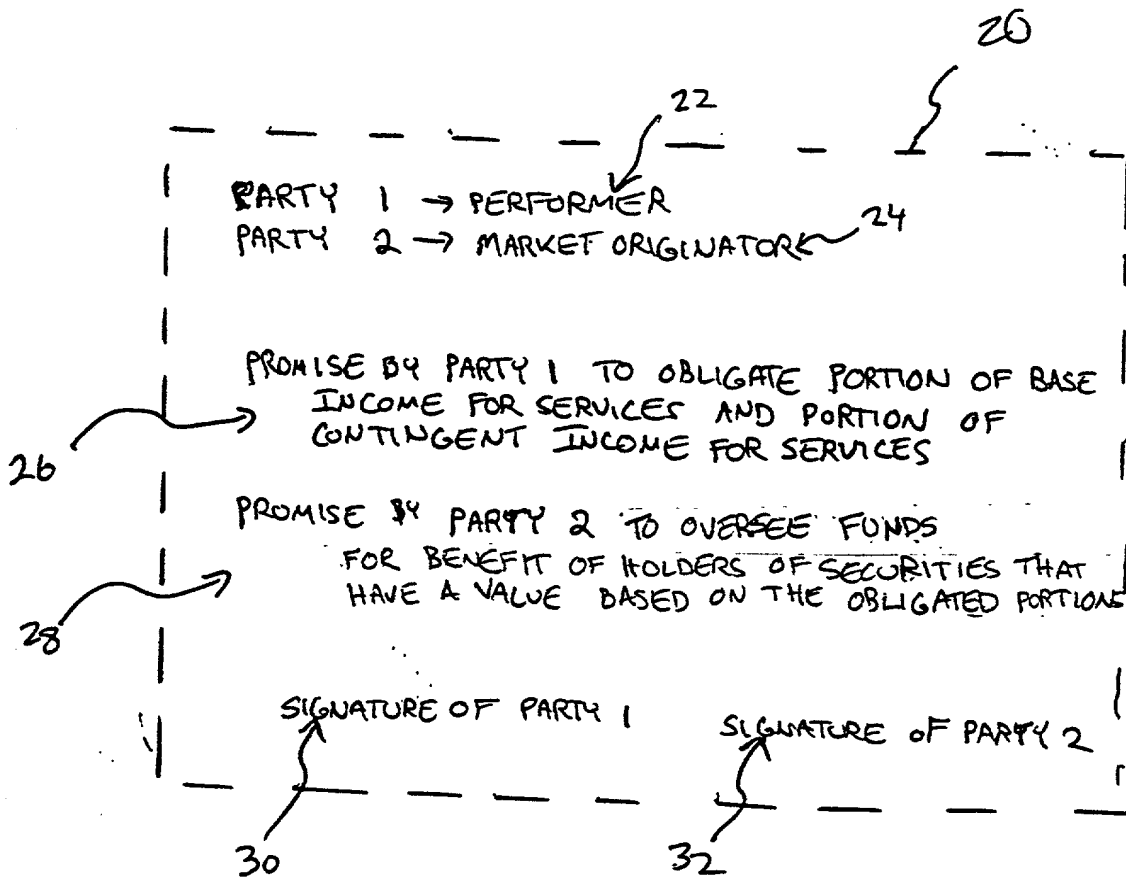 20
22
PARTY 1 → PERFORMER
PARTY 2 → MARKET ORIGINATOR
24
PROMISE BY PARTY 1 TO OBLIGATE PORTION OF BASE
INCOME FOR SERVICES AND PORTION OF
CONTINGENT INCOME FOR SERVICES
26
PROMISE BY PARTY 2 TO OVERSEE FUNDS
FOR BENEFIT OF HOLDERS OF SECURITIES THAT
HAVE A VALUE BASED ON THE OBLIGATED PORTIONS
28
SIGNATURE OF PARTY 1
SIGNATURE OF PARTY 2
30
32